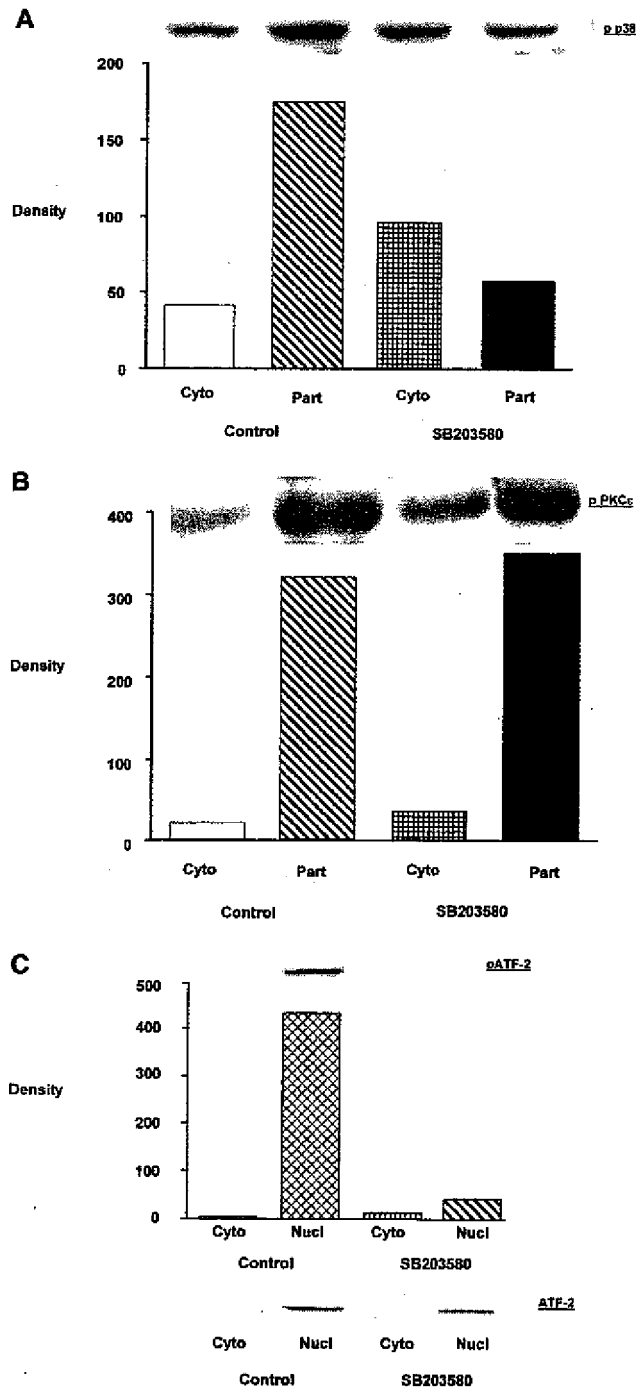 A
p p38
200
150
Density
100
50
0
Cyto Part Cyto Part
Control SB203580
B
p PKCε
400
300
Density
200
100
0
Cyto Part Cyto Part
Control SB203580
C
pATF-2
500
400
300
Density
200
100
0
Cyto Nucl Cyto Nucl
Control SB203580
ATF-2
Cyto Nucl Cyto Nucl
Control SB203580